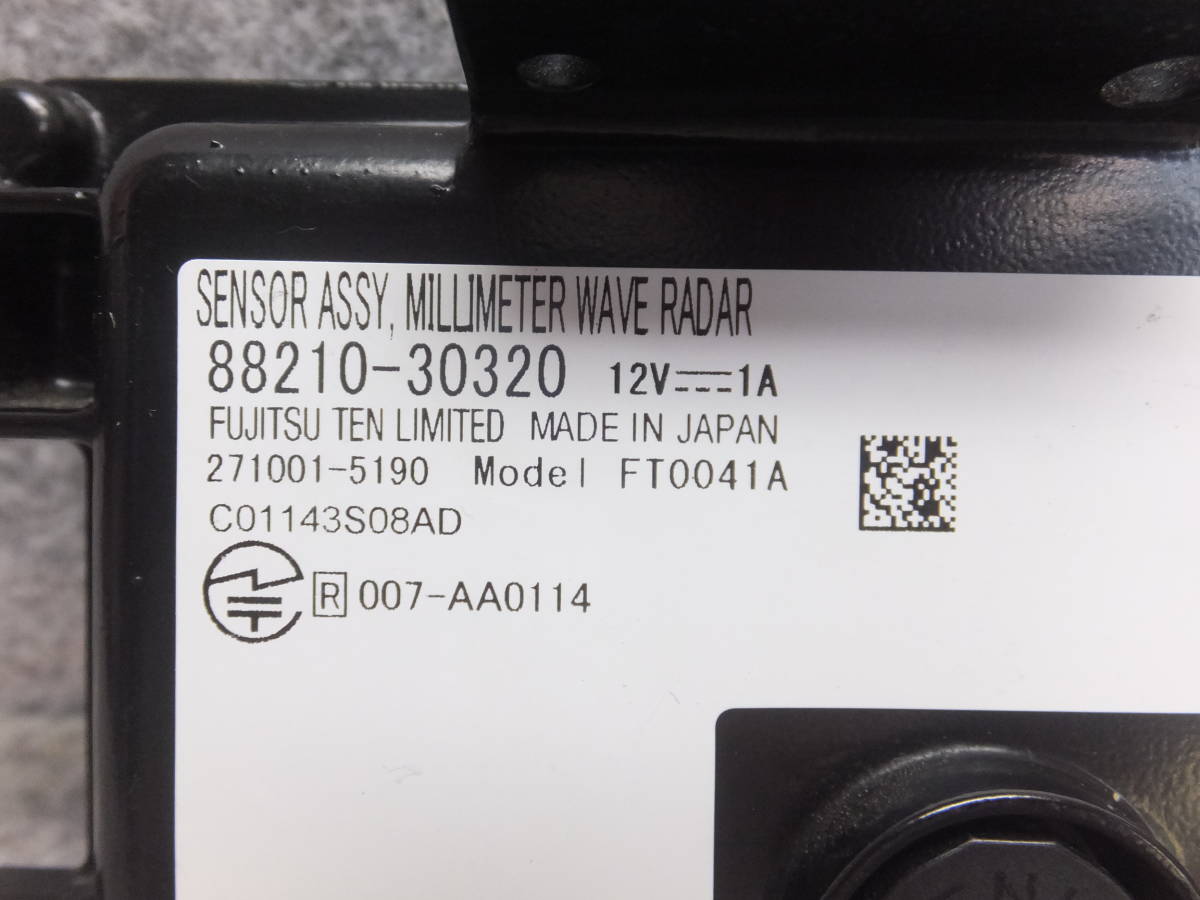 SENSOR ASSY, MILLIMETER WAVE RADAR
88210-30320 12V⎓1A
FUJITSU TEN LIMITED MADE IN JAPAN
271001-5190 Model FT0041A
C01143S08AD
R 007-AA0114